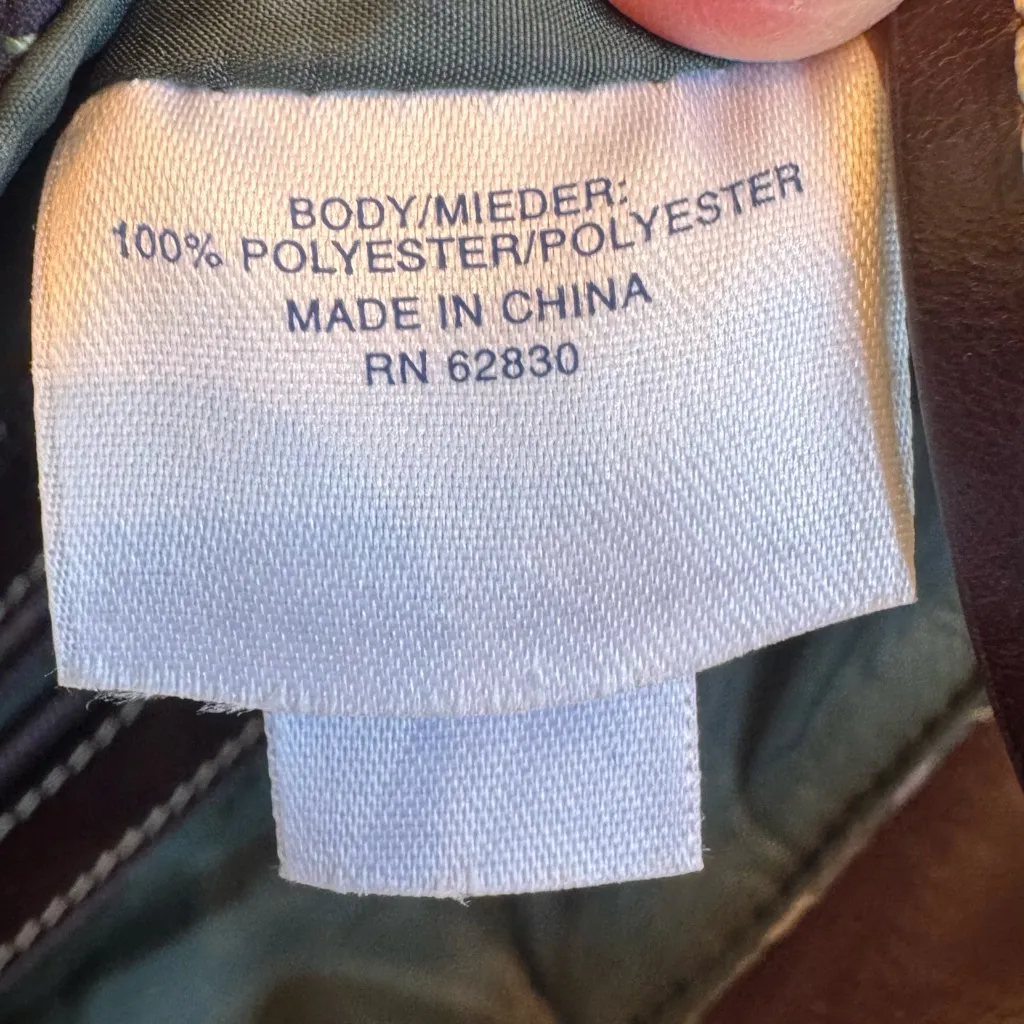 BODY/MIEDER:
100% POLYESTER/POLYESTER
MADE IN CHINA
RN 62830